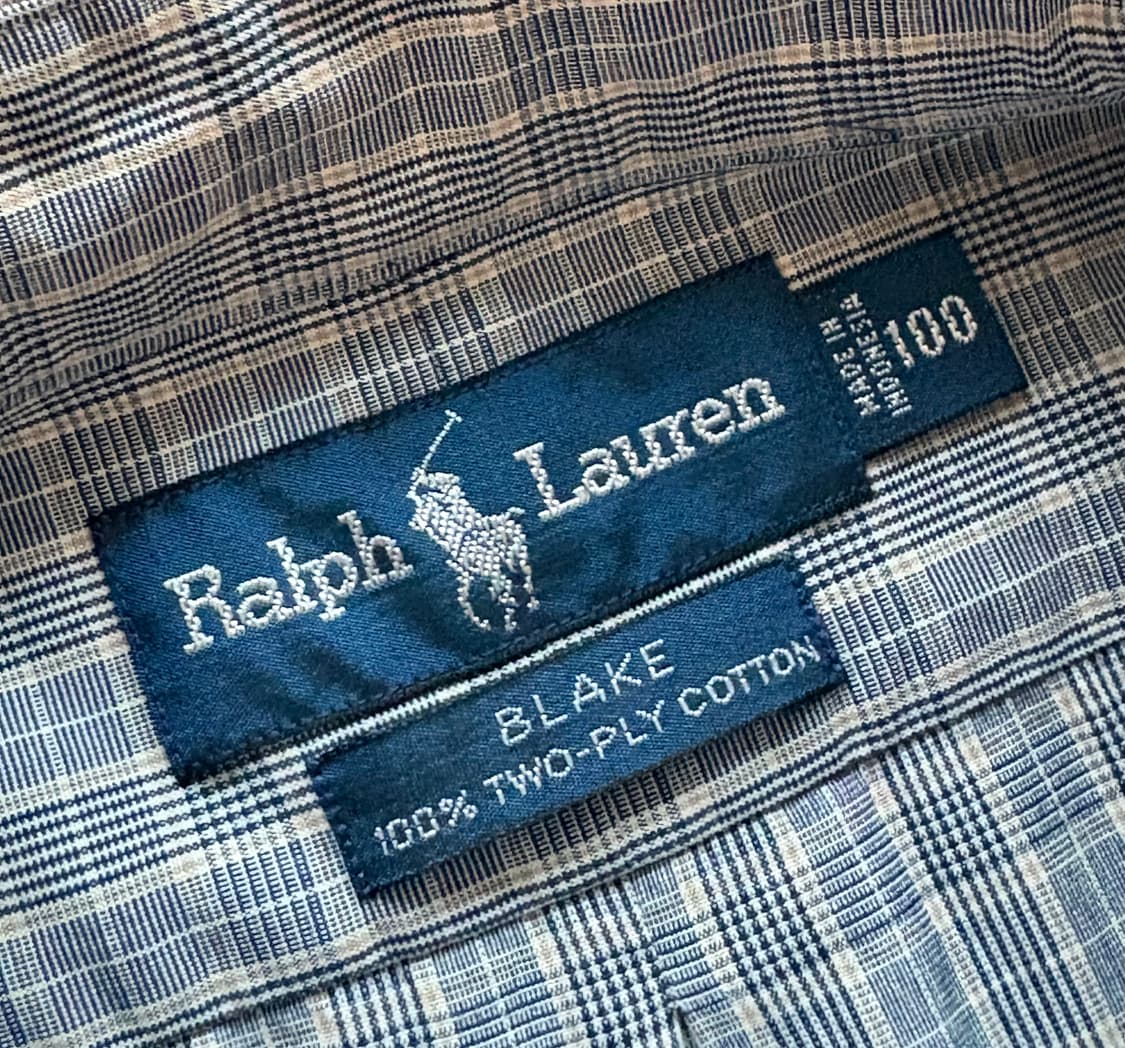 Ralph Lauren
MADE IN
INDONESIA
100
BLAKE
100% TWO-PLY COTTON